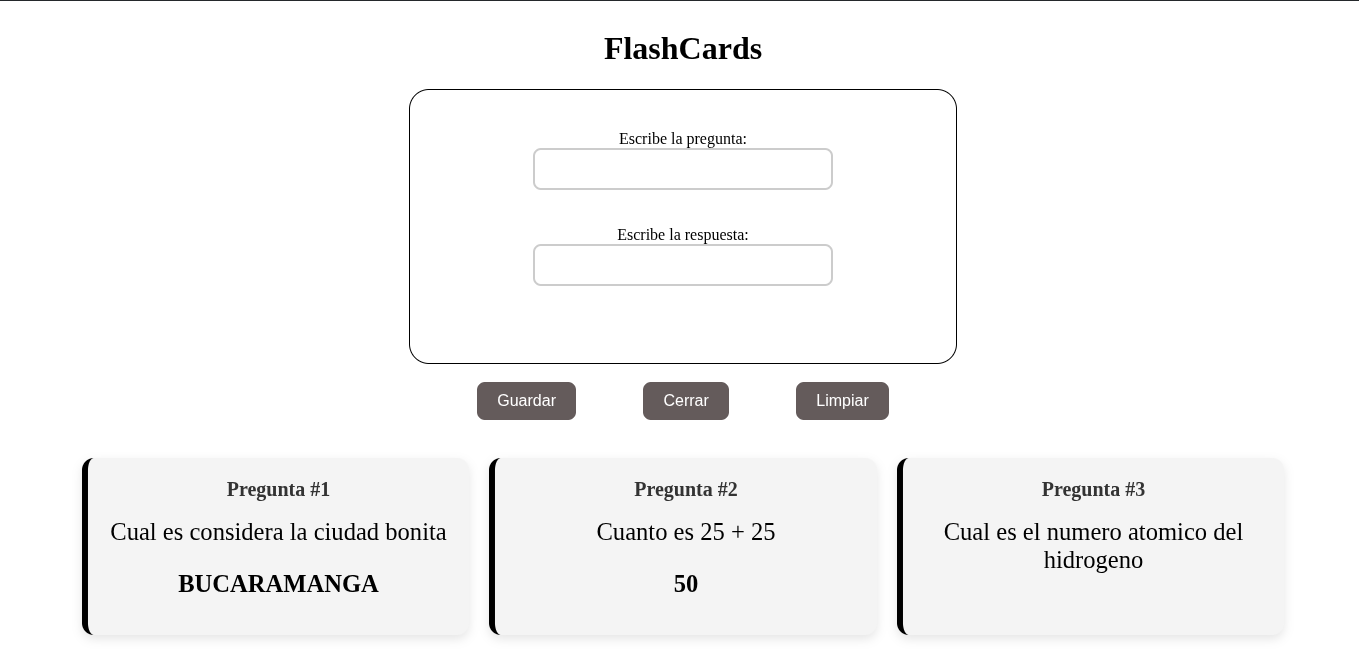 FlashCards
Escribe la pregunta:
Escribe la respuesta:
Guardar
Cerrar
Limpiar
Pregunta #1
Cual es considera la ciudad bonita
BUCARAMANGA
Pregunta #2
Cuanto es 25 + 25
50
Pregunta #3
Cual es el numero atomico del
hidrogeno